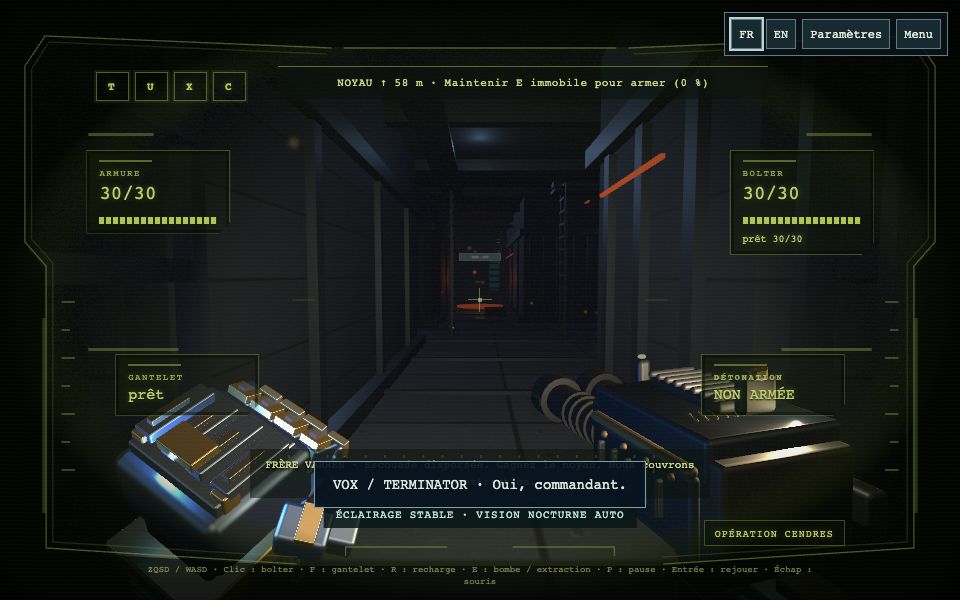 FR EN Paramètres Menu
T U X C
NOYAU ↑ 58 m · Maintenir E immobile pour armer (0 %)
ARMURE
30/30
BOLTER
30/30
prêt 30/30
GANTELET
prêt
DÉTONATION
NON ARMÉE
FRÈRE dispersée. Gagnez le noyau. Nous couvrons
VOX / TERMINATOR · Oui, commandant.
ÉCLAIRAGE STABLE · VISION NOCTURNE AUTO
OPÉRATION CENDRES
ZQSD / WASD · Clic : bolter · F : gantelet · R : recharge · E : bombe / extraction · P : pause · Entrée : rejouer · Échap :
souris